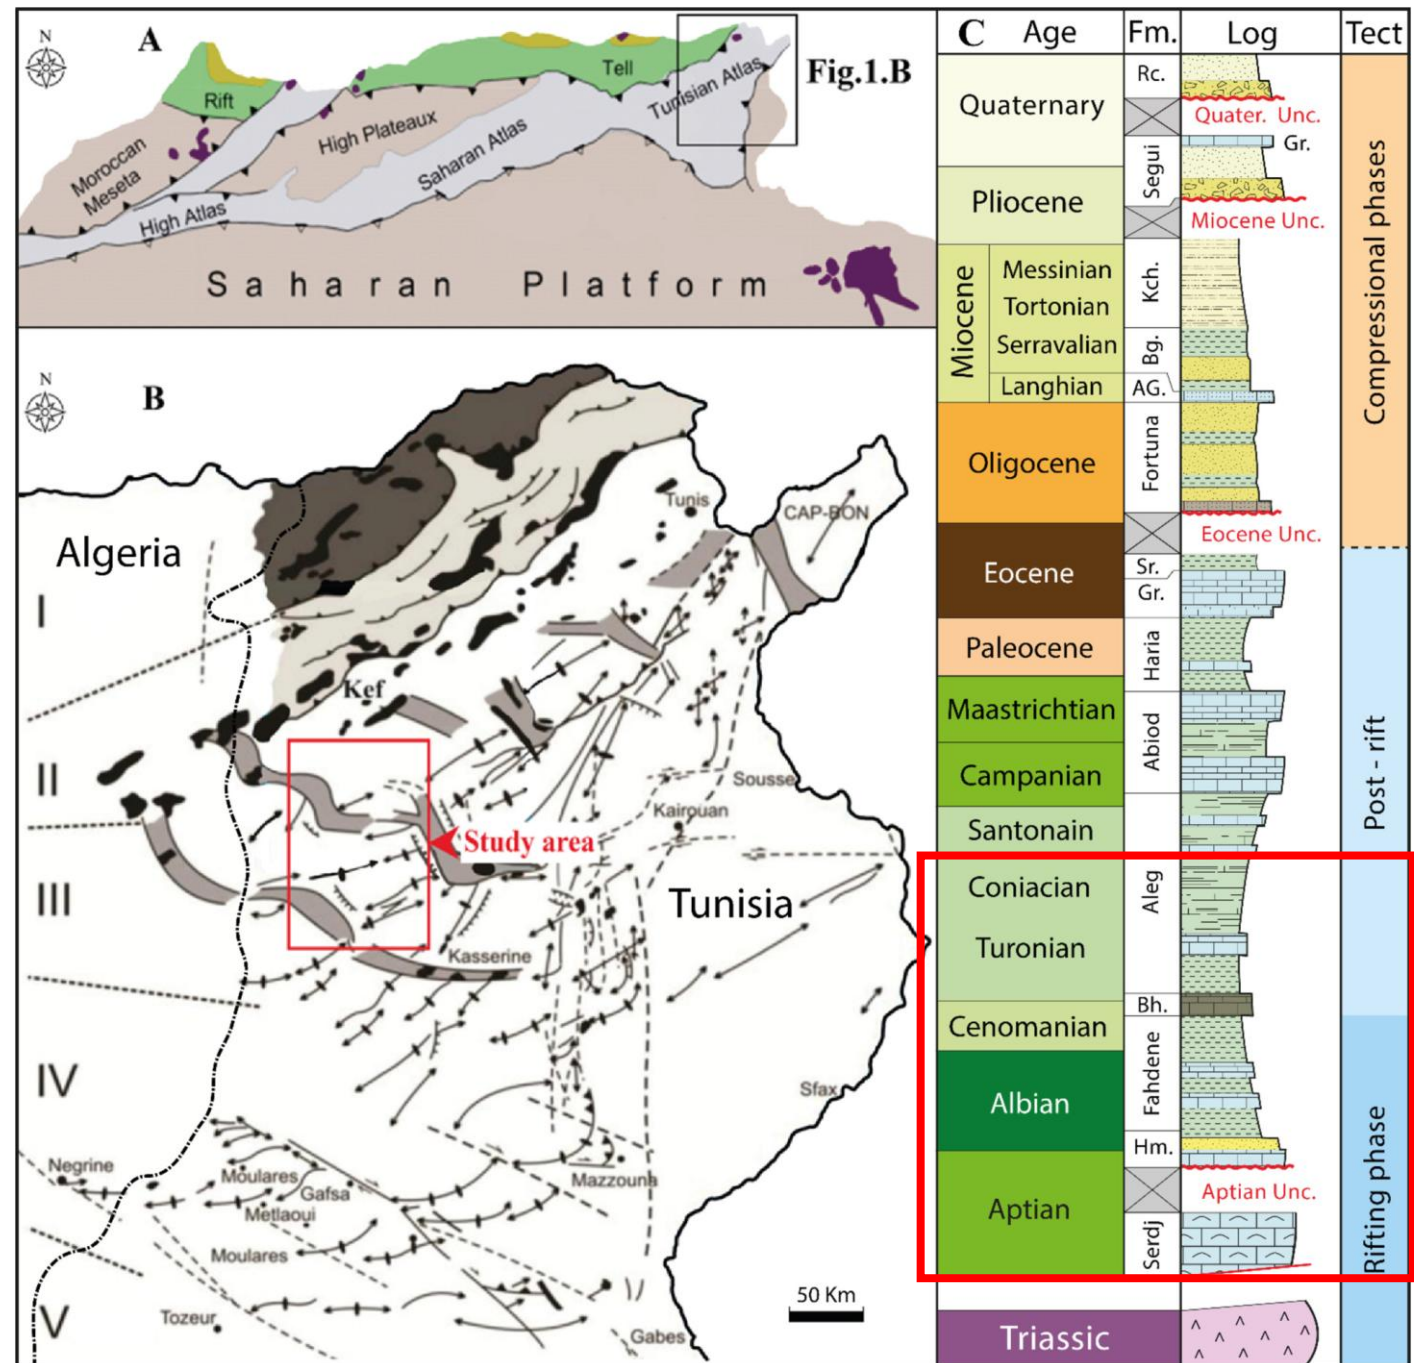 N
A
Rift
Tell
Tunisian Atlas
Fig.1.B
High Plateaux
Saharan Atlas
Moroccan
Meseta
High Atlas
Saharan Platform
N
B
Algeria
Tunis
CAP-BON
I
Kef
II
Sousse
Kairouan
Study area
III
Tunisia
Kasserine
IV
Sfax
Negrine
Moulares
Gafsa
Mazzouna
Metlaoui
Moulares
50 Km
V
Tozeur
Gabes
C Age Fm. Log Tect
Quaternary
Rc.
Quater. Unc.
Gr.
Segui
Pliocene
Miocene Unc.
Miocene
Messinian
Tortonian
Kch.
Serravalian
Bg.
Langhian
AG.
Compressional phases
Oligocene
Fortuna
Eocene Unc.
Eocene
Sr.
Gr.
Paleocene
Haria
Maastrichtian
Abiod
Campanian
Post - rift
Santonain
Coniacian
Aleg
Turonian
Bh.
Cenomanian
Fahdene
Albian
Hm.
Aptian Unc.
Aptian
Serdj
Rifting phase
Triassic